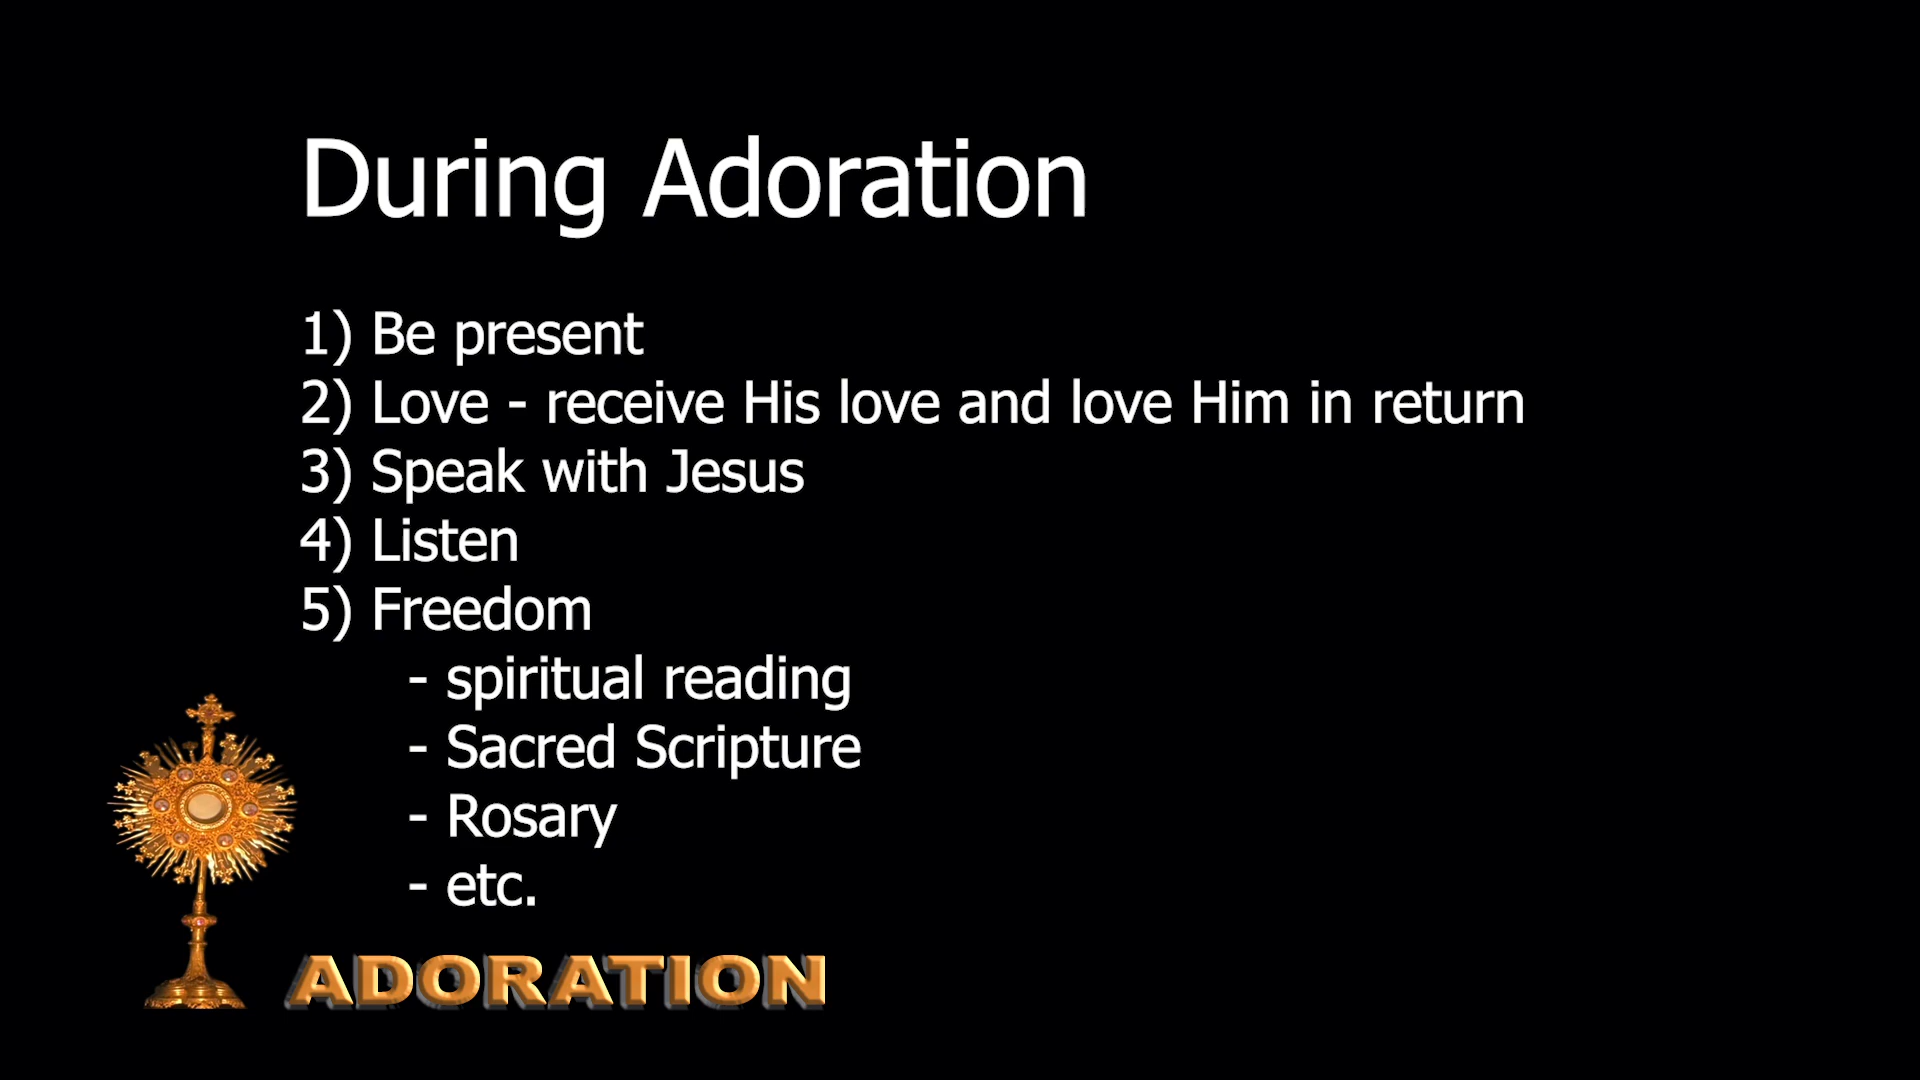 During Adoration
1) Be present
2) Love - receive His love and love Him in return
3) Speak with Jesus
4) Listen
5) Freedom
- spiritual reading
- Sacred Scripture
- Rosary
- etc.
ADORATION